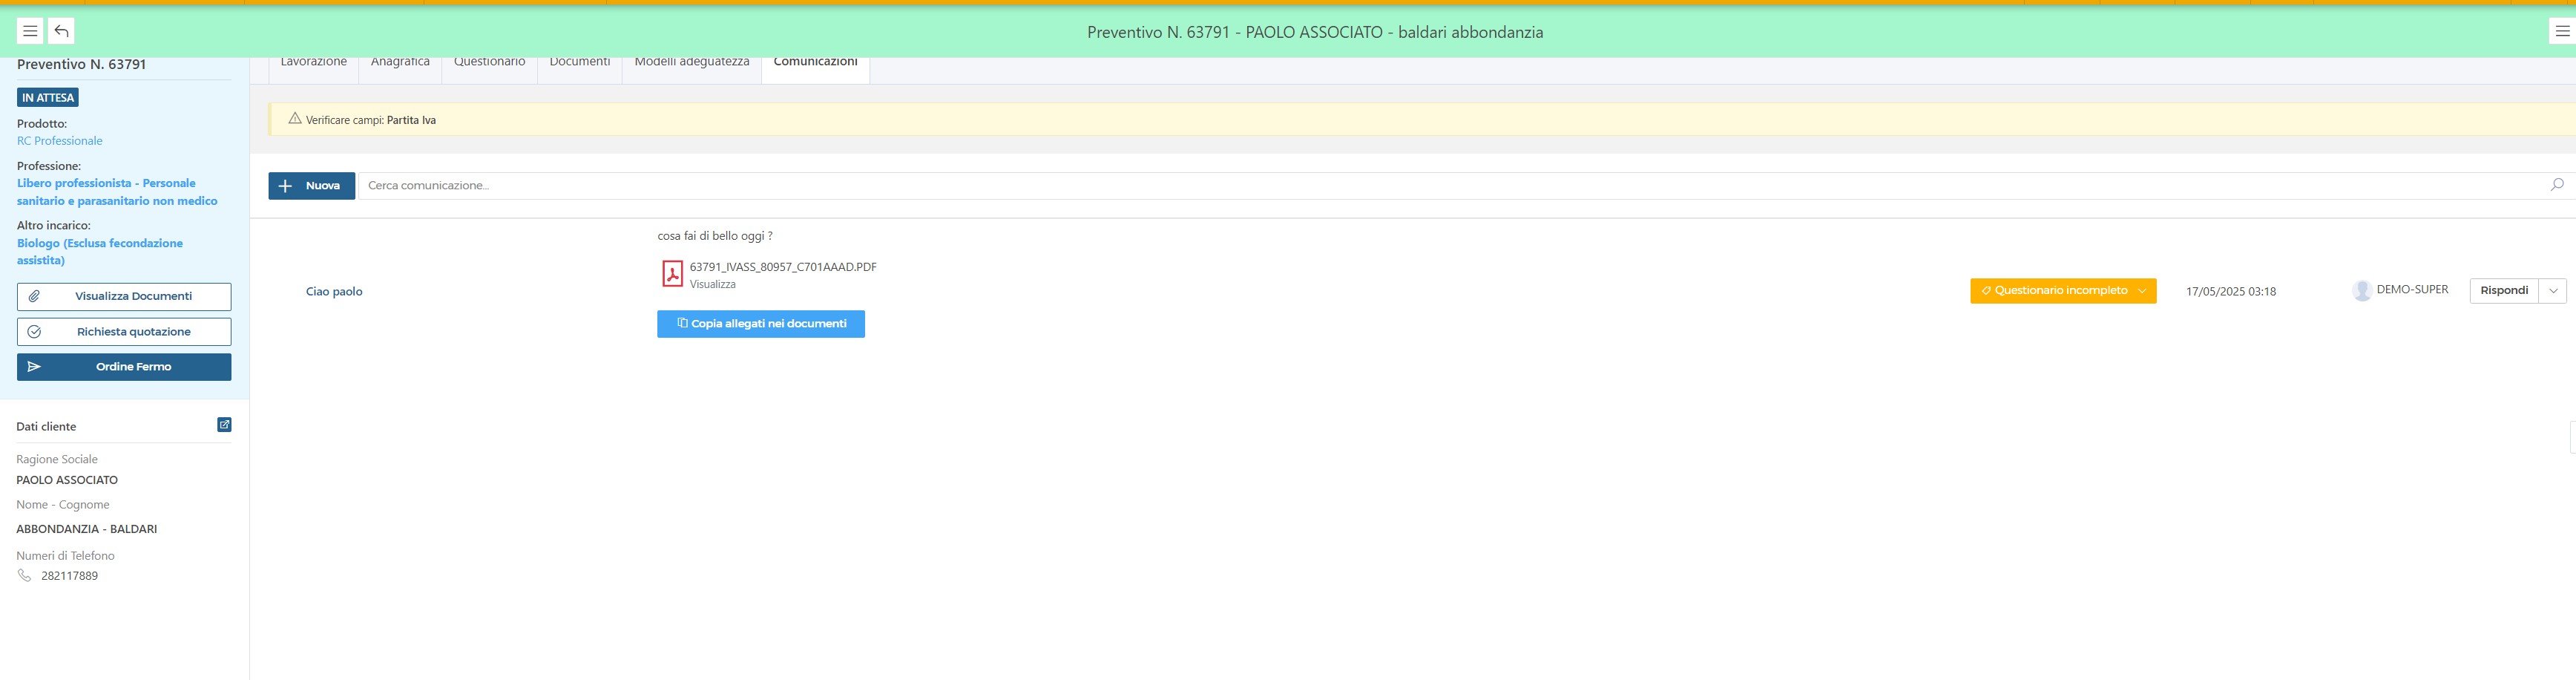 Preventivo N. 63791 - PAOLO ASSOCIATO - baldari abbondanzia
Preventivo N. 63791
IN ATTESA
Prodotto:
RC Professionale
Professione:
Libero professionista - Personale
sanitario e parasanitario non medico
Altro incarico:
Biologo (Esclusa fecondazione
assistita)
Visualizza Documenti
Richiesta quotazione
Ordine Fermo
Dati cliente
Ragione Sociale
PAOLO ASSOCIATO
Nome - Cognome
ABBONDANZIA - BALDARI
Numeri di Telefono
282117889
Lavorazione Anagrafica Questionario Documenti Modelli adeguatezza Comunicazioni
Verificare campi: Partita Iva
Nuova Cerca comunicazione...
cosa fai di bello oggi ?
63791_IVASS_80957_C701AAAD.PDF
Visualizza
Ciao paolo
Questionario incompleto 17/05/2025 03:18 DEMO-SUPER Rispondi
Copia allegati nei documenti